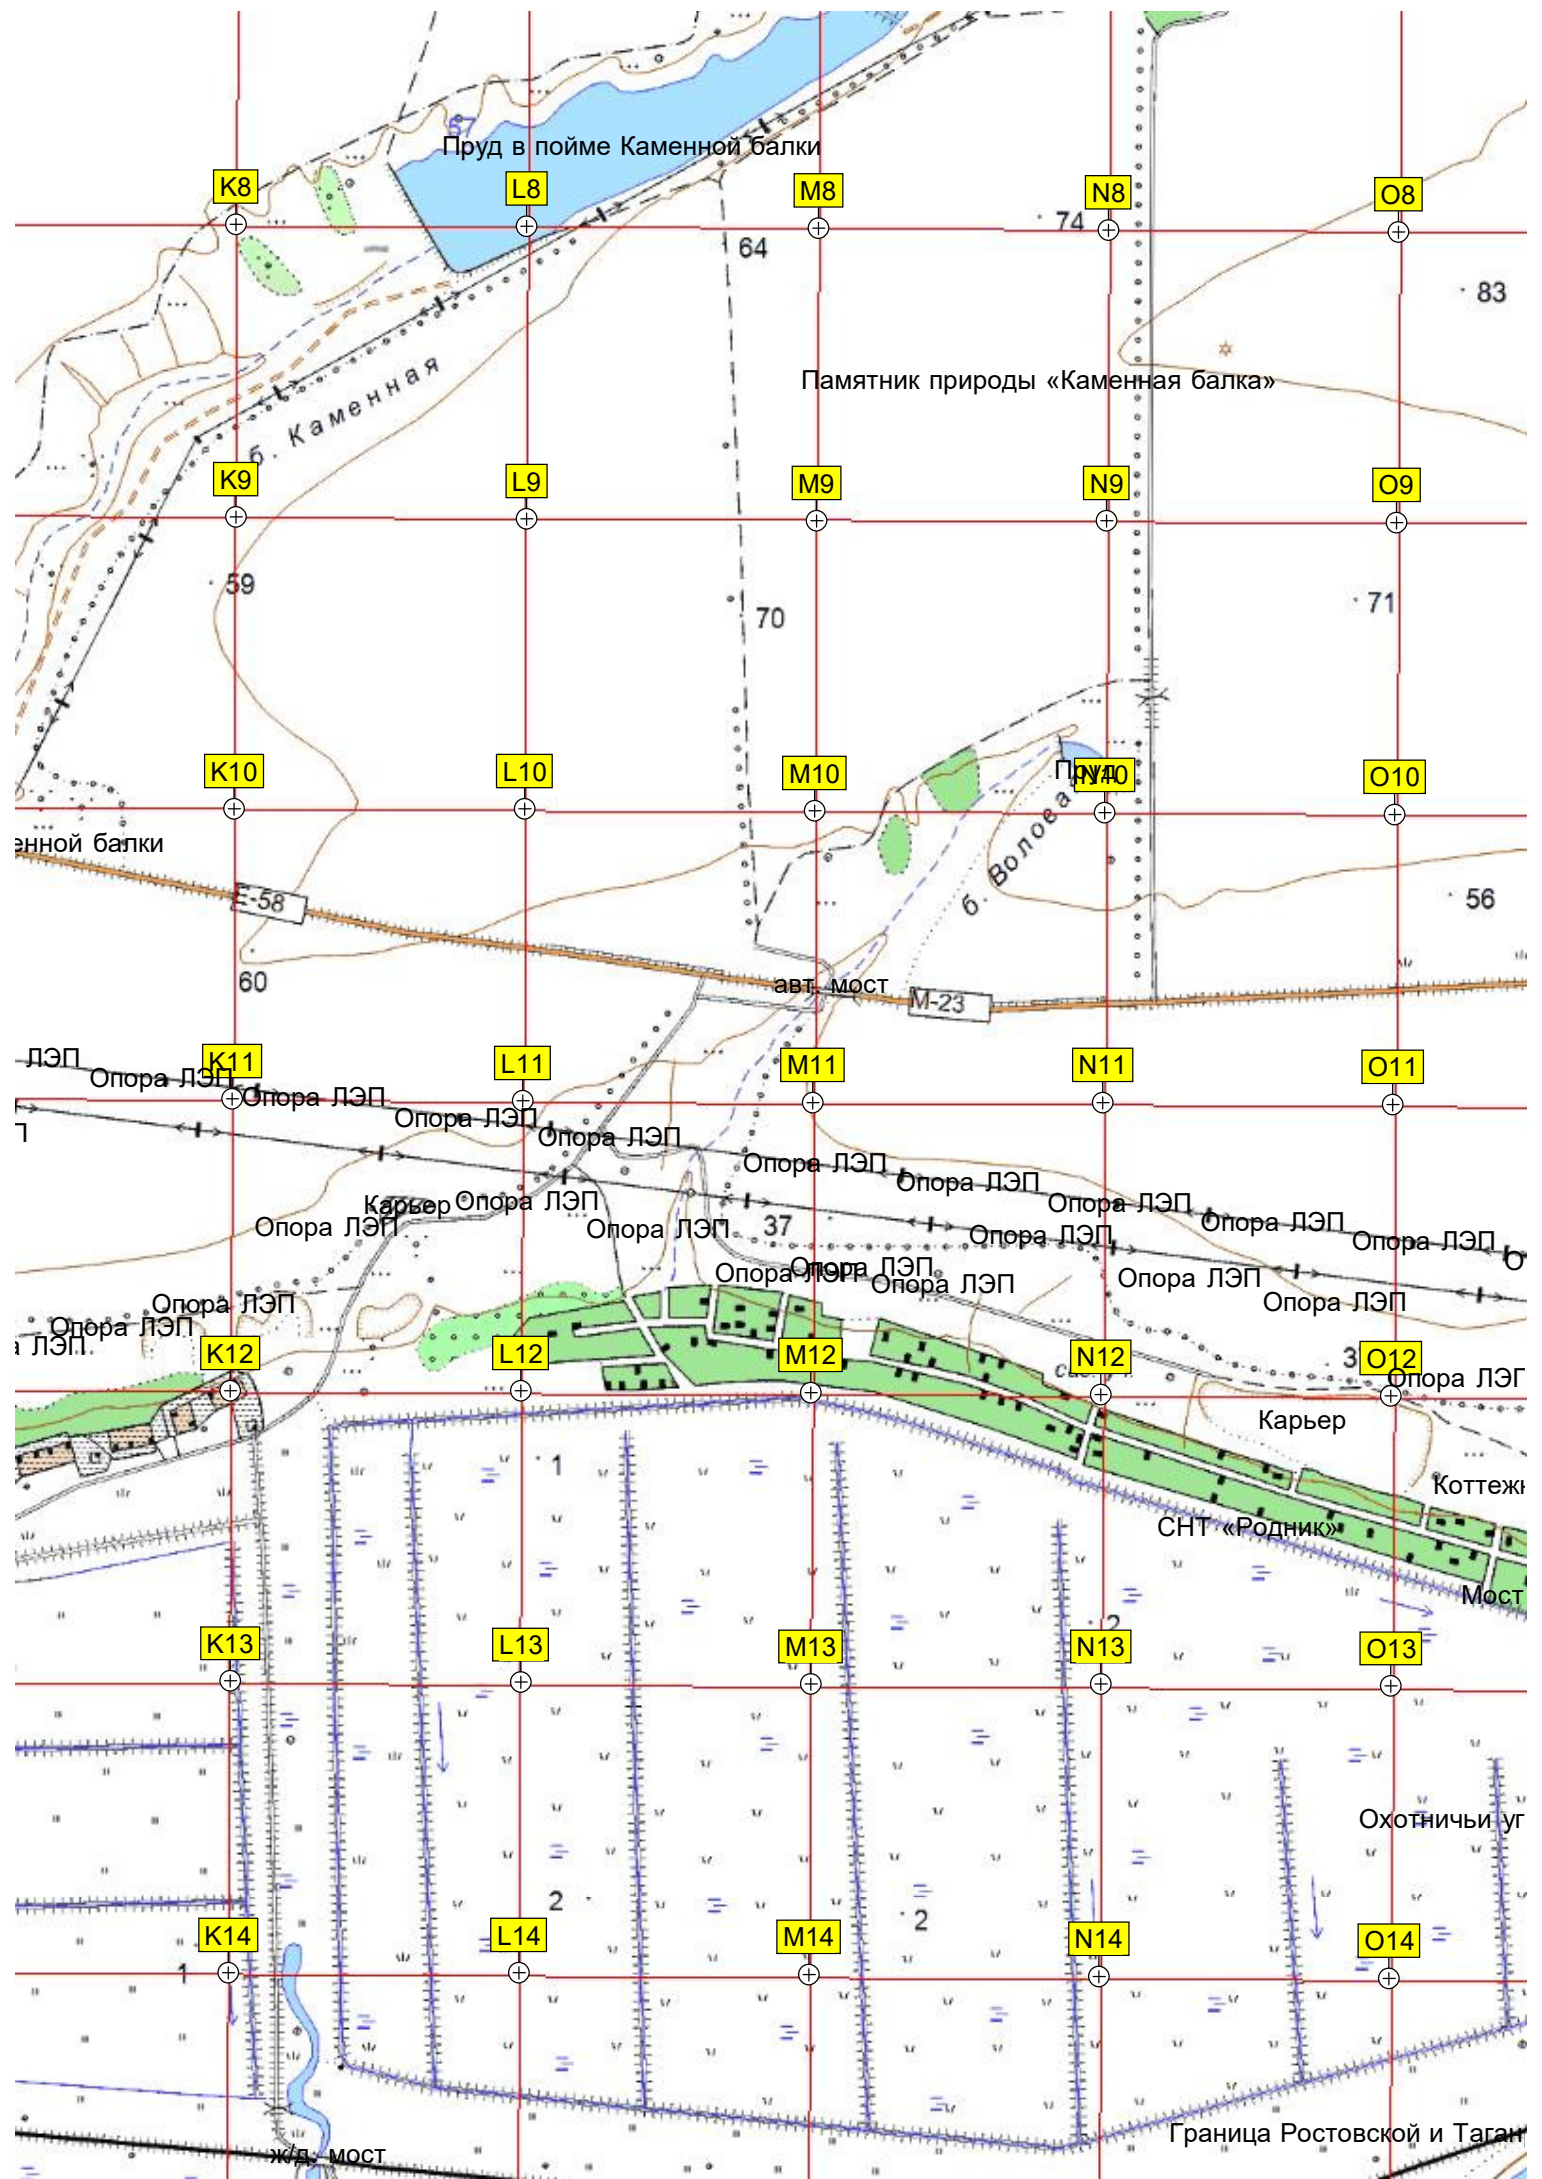 57
Пруд в пойме Каменной балки
K8
L8
M8
N8
O8
64
74
83
б. Каменная
Памятник природы «Каменная балка»
K9
L9
M9
N9
O9
59
70
71
K10
L10
M10
Пруд
N10
O10
енной балки
E-58
б. Волова
56
60
авт. мост
M-23
ЛЭП
K11
L11
M11
N11
O11
Опора ЛЭП
Опора ЛЭП
Опора ЛЭП
Опора ЛЭП
П
Опора ЛЭП
Опора ЛЭП
Карьер
Опора ЛЭП
Опора ЛЭП
Опора ЛЭП
Опора ЛЭП
37
Опора ЛЭП
Опора ЛЭП
Опора ЛЭП
О
Опора ЛЭП
Опора ЛЭП
Опора ЛЭП
Опора ЛЭП
Опора ЛЭП
Опора ЛЭП
Опора ЛЭП
а ЛЭП
K12
L12
M12
N12
O12
Опора ЛЭП
Карьер
1
Коттежн
СНТ «Родник»
Мост
2
K13
L13
M13
N13
O13
Охотничьи уг
2
2
K14
L14
M14
N14
O14
1
Граница Ростовской и Таган
ж/д. мост